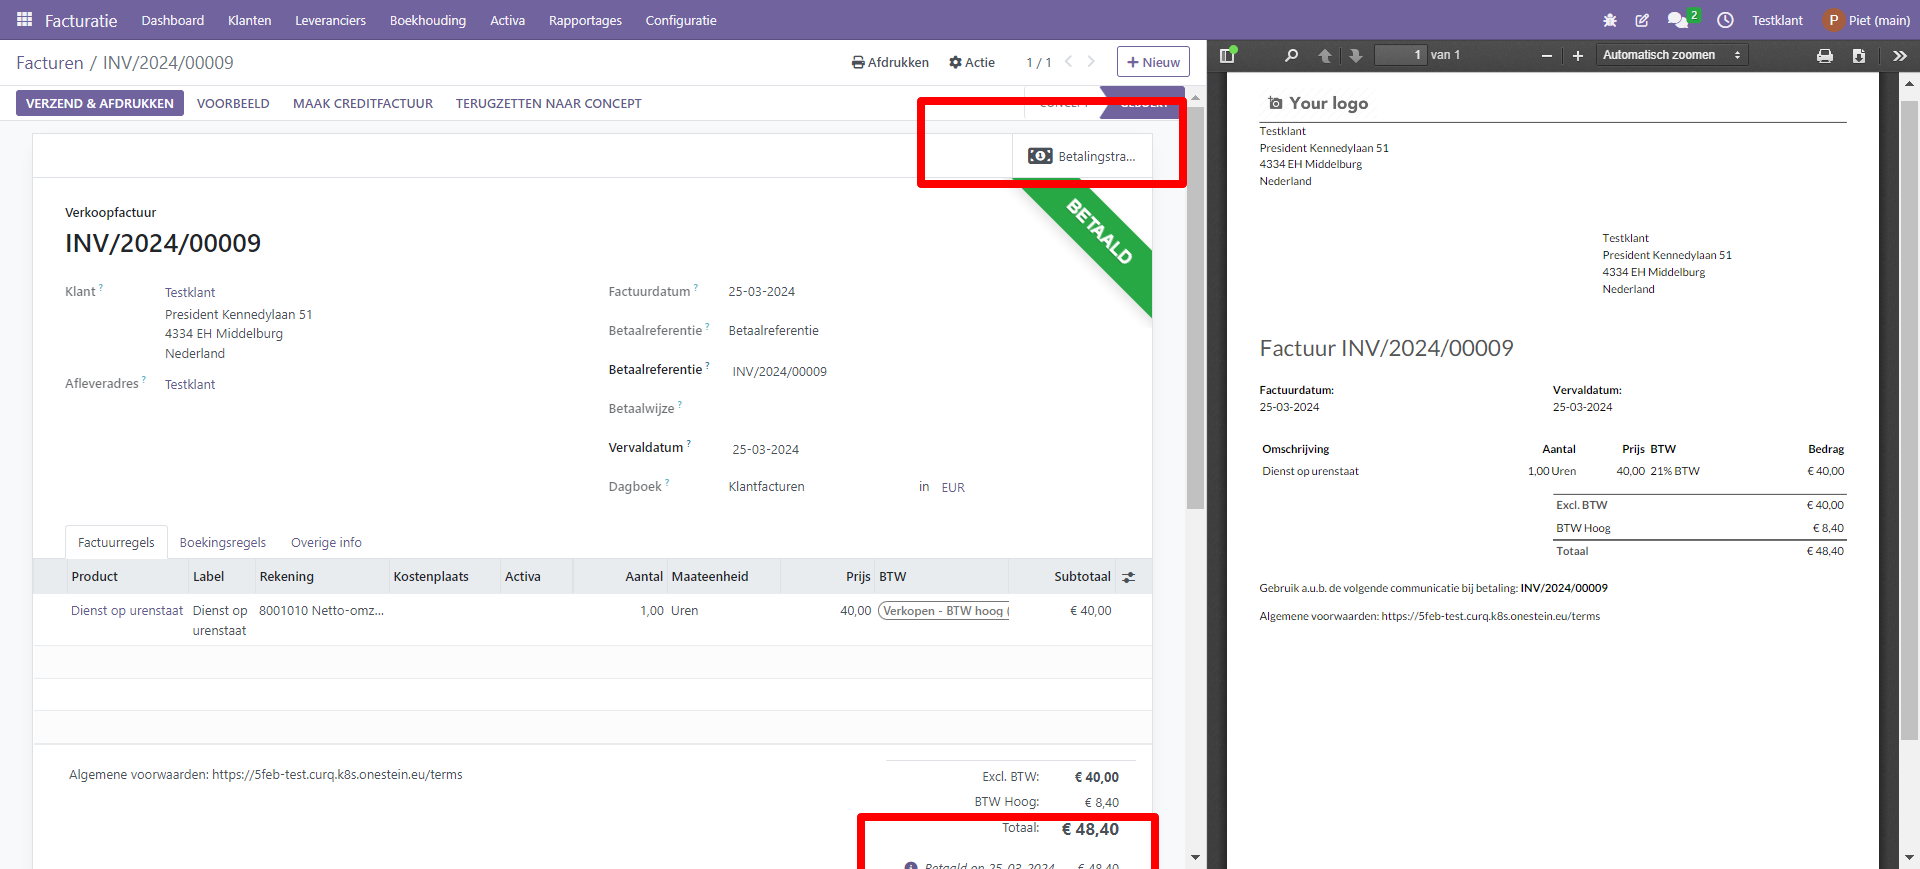 Facturatie Dashboard Klanten Leveranciers Boekhouding Activa Rapportages Configuratie 2 Testklant P Piet (main)
Facturen / INV/2024/00009 Afdrukken Actie 1 / 1 Nieuw
VERZEND & AFDRUKKEN VOORBEELD MAAK CREDITFACTUUR TERUGZETTEN NAAR CONCEPT CONCEPT GEBOEKT
Betalingstra...
BETAALD
Verkoopfactuur
INV/2024/00009
Klant ? Testklant
President Kennedylaan 51
4334 EH Middelburg
Nederland
Afleveradres ? Testklant
Factuurdatum ? 25-03-2024
Betaalreferentie ? Betaalreferentie
Betaalreferentie ? INV/2024/00009
Betaalwijze ?
Vervaldatum ? 25-03-2024
Dagboek ? Klantfacturen in EUR
Factuurregels Boekingsregels Overige info
Product Label Rekening Kostenplaats Activa Aantal Maateenheid Prijs BTW Subtotaal
Dienst op urenstaat Dienst op 8001010 Netto-omz... 1,00 Uren 40,00 Verkopen - BTW hoog ( € 40,00
urenstaat
Algemene voorwaarden: https://5feb-test.curq.k8s.onestein.eu/terms
Excl. BTW: € 40,00
BTW Hoog: € 8,40
Totaal: € 48,40
Betaald op 25-03-2024 € 48,40
1 van 1 Automatisch zoomen
Your logo
Testklant
President Kennedylaan 51
4334 EH Middelburg
Nederland
Testklant
President Kennedylaan 51
4334 EH Middelburg
Nederland
Factuur INV/2024/00009
Factuurdatum: Vervaldatum:
25-03-2024 25-03-2024
Omschrijving Aantal Prijs BTW Bedrag
Dienst op urenstaat 1,00 Uren 40,00 21% BTW € 40,00
Excl. BTW € 40,00
BTW Hoog € 8,40
Totaal € 48,40
Gebruik a.u.b. de volgende communicatie bij betaling: INV/2024/00009
Algemene voorwaarden: https://5feb-test.curq.k8s.onestein.eu/terms